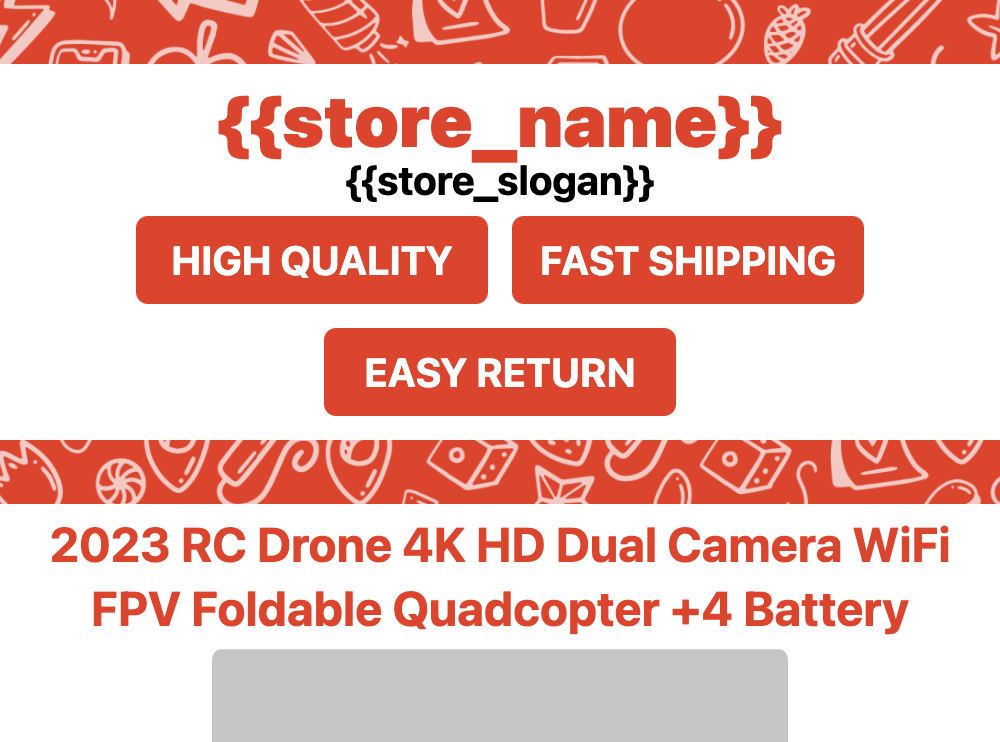 {{store_name}}
{{store_slogan}}
HIGH QUALITY
FAST SHIPPING
EASY RETURN
2023 RC Drone 4K HD Dual Camera WiFi
FPV Foldable Quadcopter +4 Battery